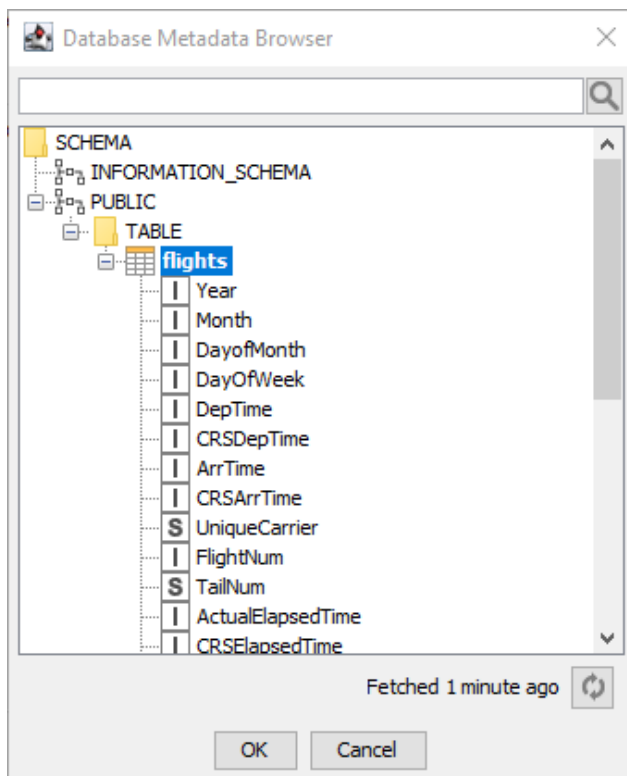 Database Metadata Browser
SCHEMA
INFORMATION_SCHEMA
PUBLIC
TABLE
flights
I Year
I Month
I DayofMonth
I DayOfWeek
I DepTime
I CRSDepTime
I ArrTime
I CRSArrTime
S UniqueCarrier
I FlightNum
S TailNum
I ActualElapsedTime
I CRSElapsedTime
Fetched 1 minute ago
OK Cancel